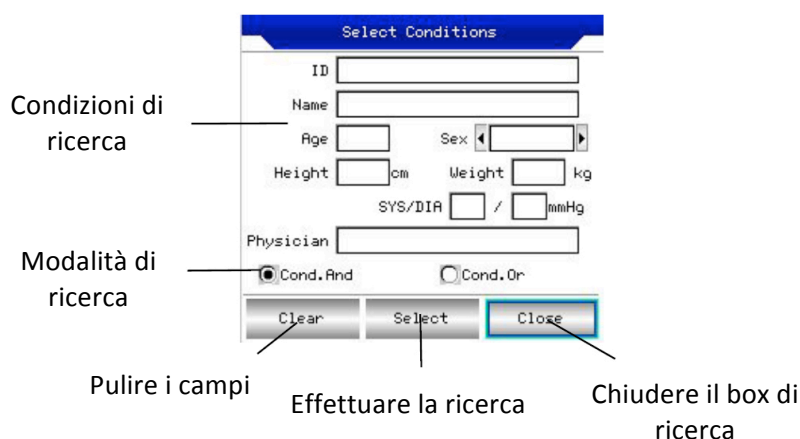 Select Conditions
ID
Name
Condizioni di
ricerca
Age Sex
Height cm Weight kg
SYS/DIA / mmHg
Physician
Modalità di
ricerca
Cond.And Cond.Or
Clear Select Close
Pulire i campi
Effettuare la ricerca
Chiudere il box di
ricerca